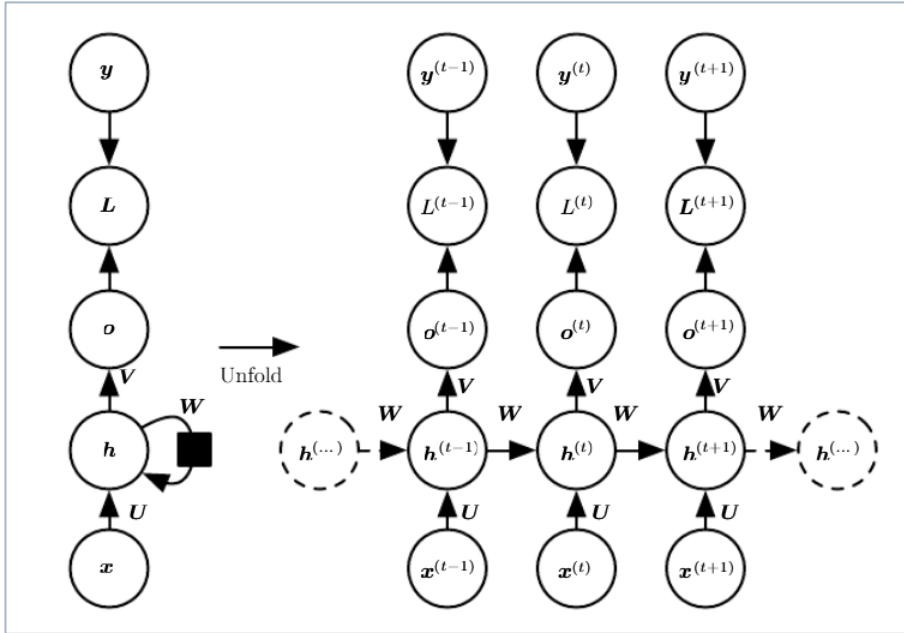 y y^(t−1) y^(t) y^(t+1)
L L^(t−1) L^(t) L^(t+1)
o o^(t−1) o^(t) o^(t+1)
Unfold
V V V V
W W W W W
h h^(...) h^(t−1) h^(t) h^(t+1) h^(...)
U U U U
x x^(t−1) x^(t) x^(t+1)